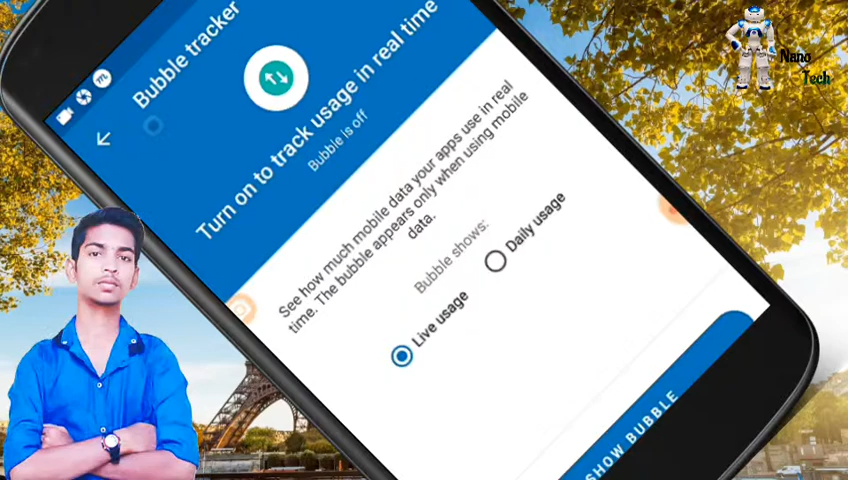 Nano
Tech
Bubble tracker
Turn on to track usage in real time
Bubble is off
See how much mobile data your apps use in real
time. The bubble appears only when using mobile
data.
Bubble shows:
Live usage
Daily usage
SHOW BUBBLE